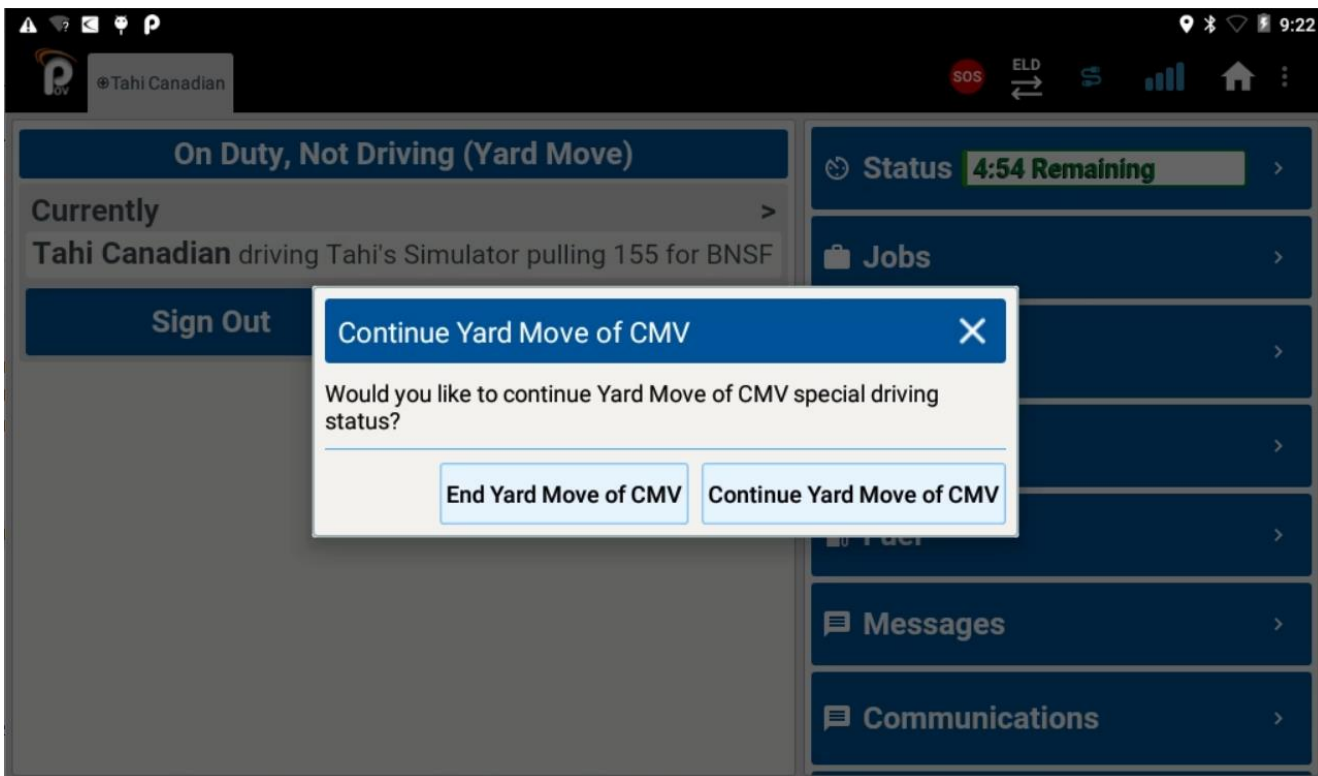 9:22
POV
Tahi Canadian
SOS
ELD
On Duty, Not Driving (Yard Move)
Currently >
Tahi Canadian driving Tahi's Simulator pulling 155 for BNSF
Sign Out
Status 4:54 Remaining
Jobs
Continue Yard Move of CMV
Would you like to continue Yard Move of CMV special driving
status?
End Yard Move of CMV
Continue Yard Move of CMV
Fuel
Messages
Communications